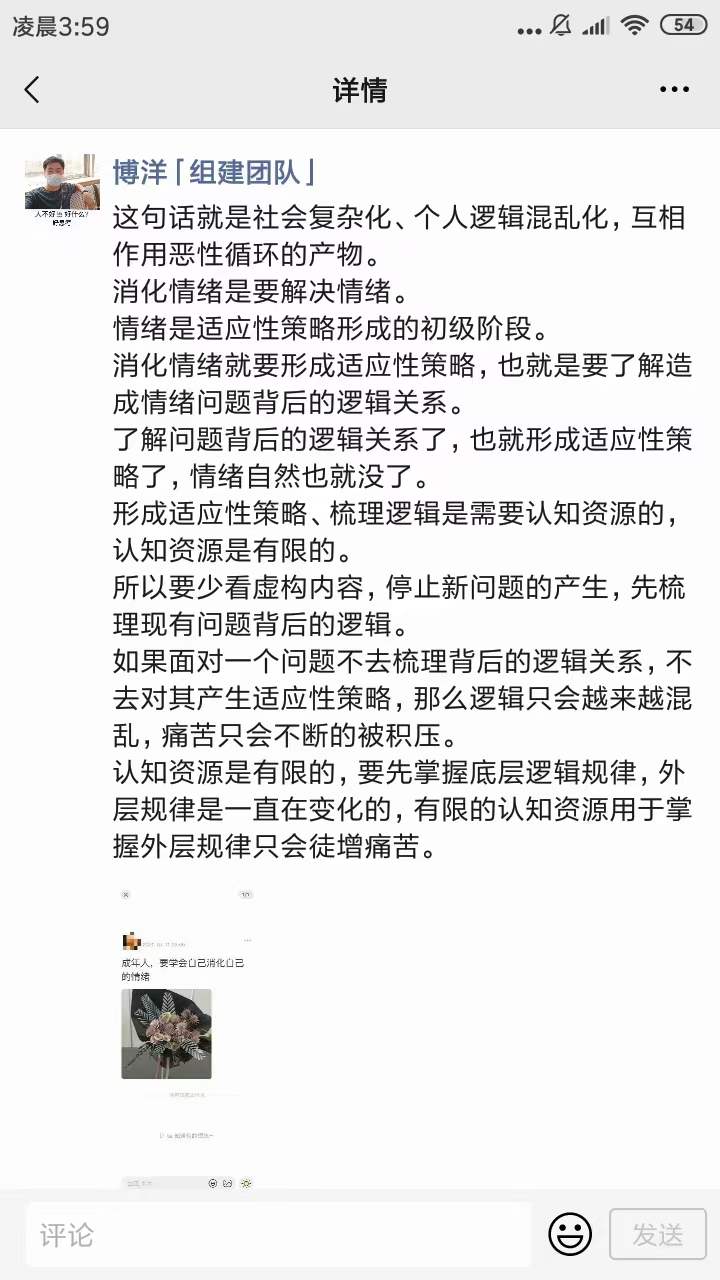 凌晨3:59
54
详情
博洋「组建团队」
人不好色 好什么?
这句话就是社会复杂化、个人逻辑混乱化，互相
作用恶性循环的产物。
消化情绪是要解决情绪。
情绪是适应性策略形成的初级阶段。
消化情绪就要形成适应性策略，也就是要了解造
成情绪问题背后的逻辑关系。
了解问题背后的逻辑关系了，也就形成适应性策
略了，情绪自然也就没了。
形成适应性策略、梳理逻辑是需要认知资源的，
认知资源是有限的。
所以要少看虚构内容，停止新问题的产生，先梳
理现有问题背后的逻辑。
如果面对一个问题不去梳理背后的逻辑关系，不
去对其产生适应性策略，那么逻辑只会越来越混
乱，痛苦只会不断的被积压。
认知资源是有限的，要先掌握底层逻辑规律，外
层规律是一直在变化的，有限的认知资源用于掌
握外层规律只会徒增痛苦。
成年人，要学会自己消化自己
的情绪
评论
发送